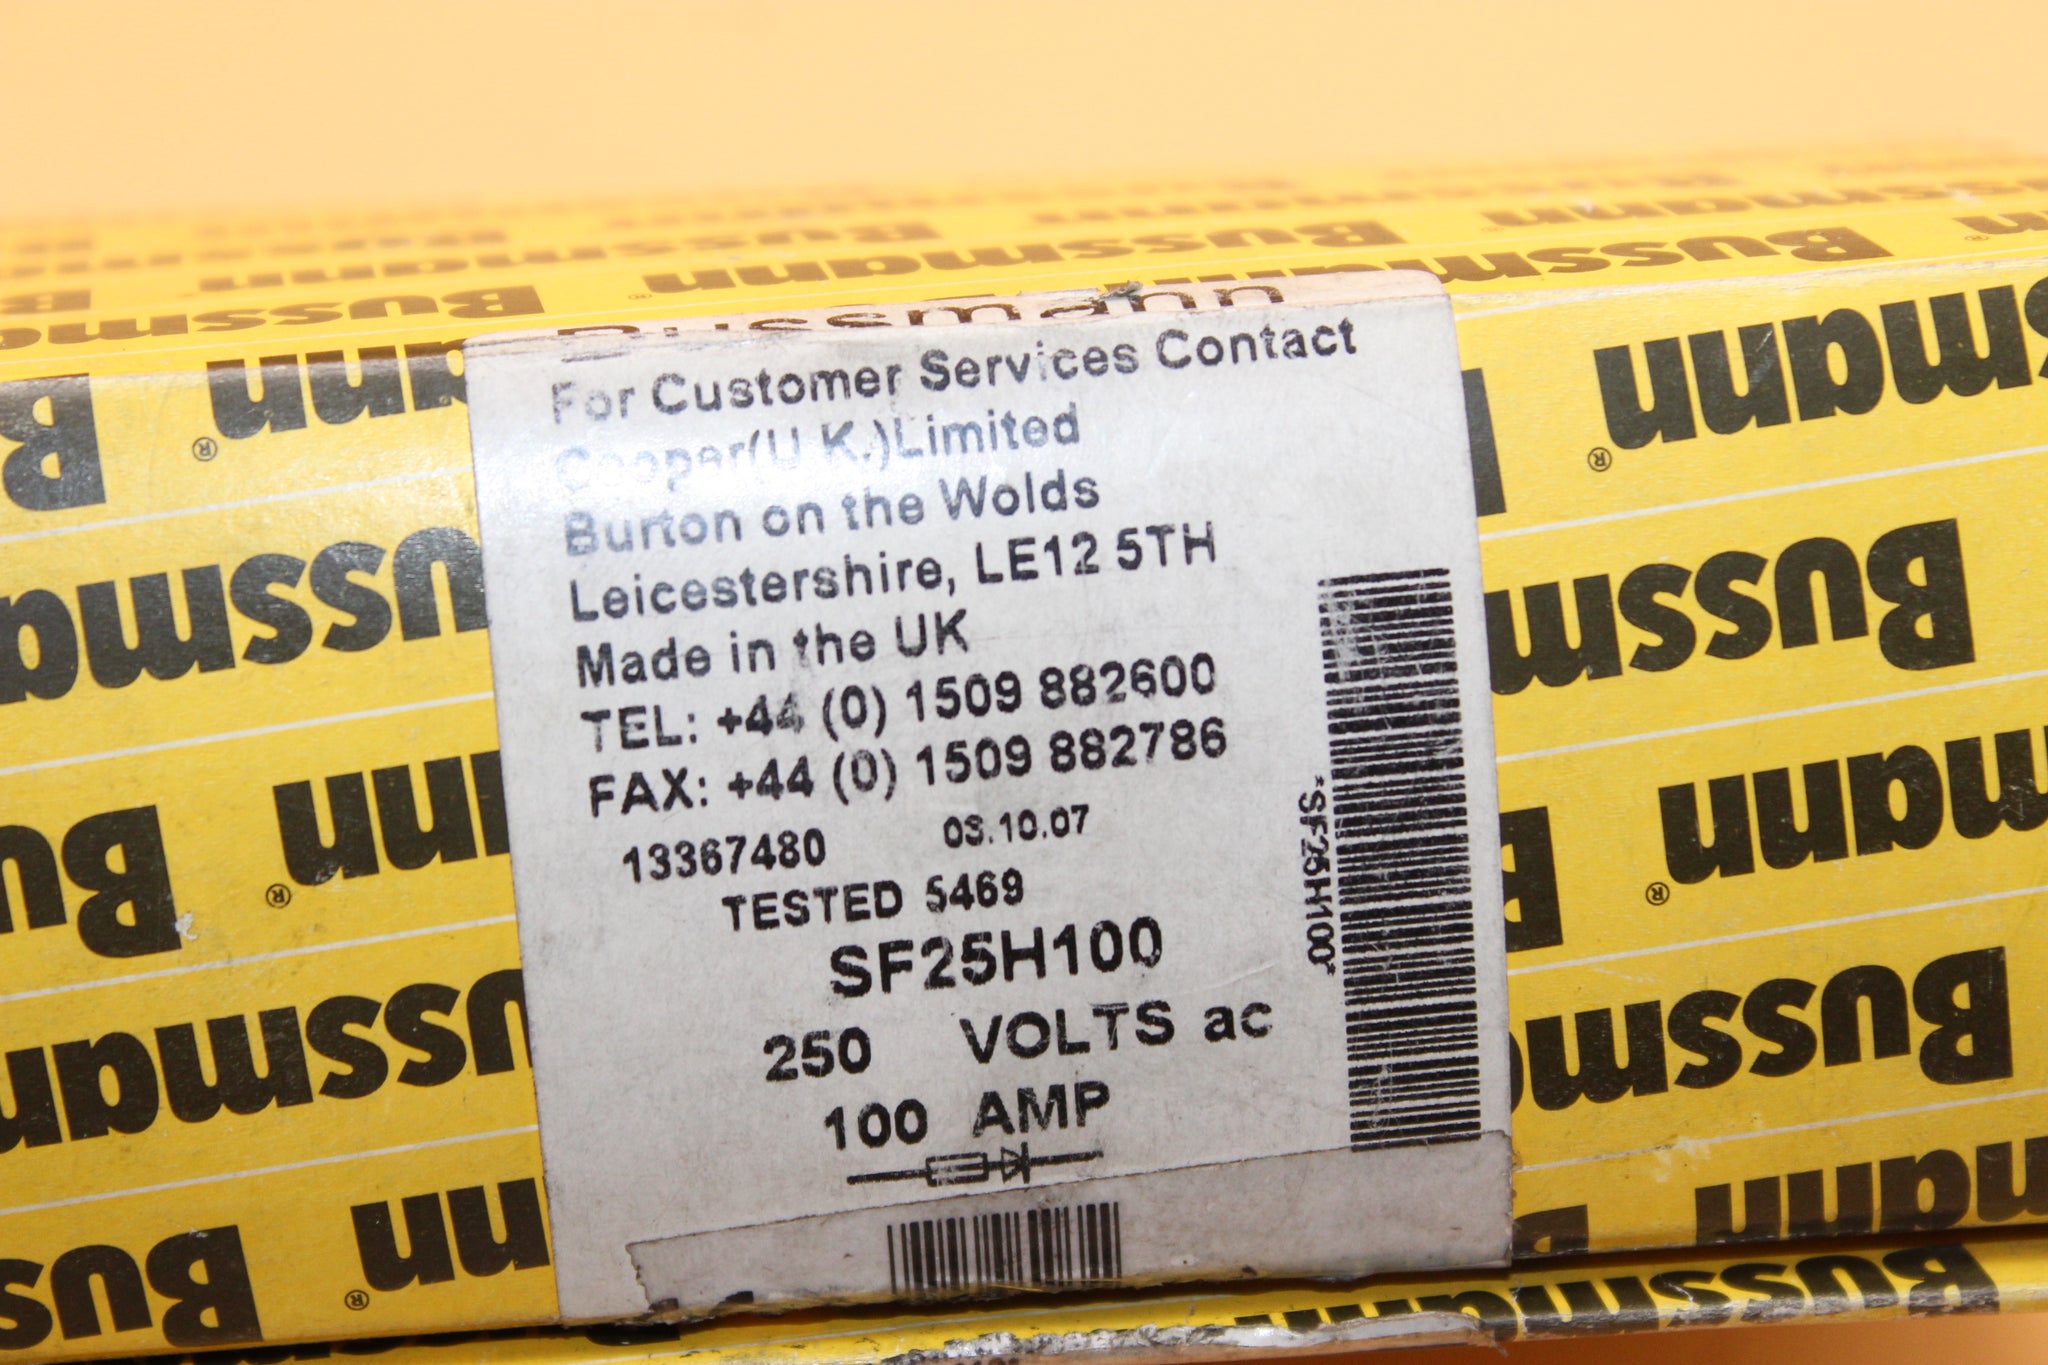 Bussmann
For Customer Services Contact
Cooper(U.K.)Limited
Burton on the Wolds
Leicestershire, LE12 5TH
Made in the UK
TEL: +44 (0) 1509 882600
FAX: +44 (0) 1509 882786
13367480 03.10.07
TESTED 5469
SF25H100
250 VOLTS ac
100 AMP
*SF25H100*
Bussmann®
Bussmann®
Bussmann®
Bussmann